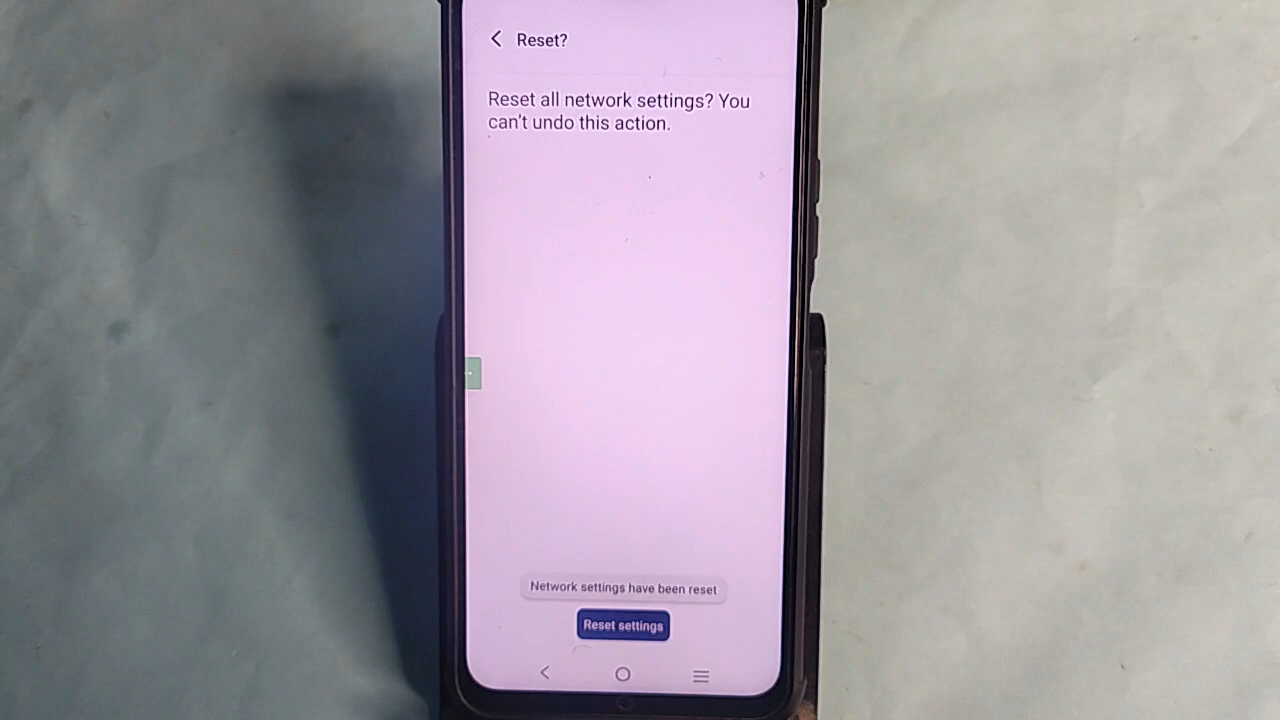 Reset?
Reset all network settings? You
can't undo this action.
Network settings have been reset
Reset settings